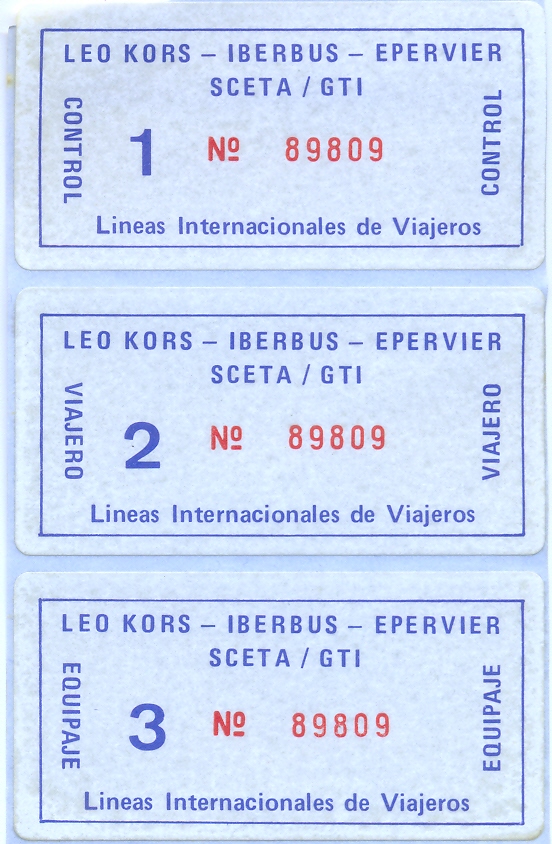 LEO KORS – IBERBUS – EPERVIER
SCETA / GTI
CONTROL
1 Nº 89809
CONTROL
Lineas Internacionales de Viajeros
LEO KORS – IBERBUS – EPERVIER
SCETA / GTI
VIAJERO
2 Nº 89809
VIAJERO
Lineas Internacionales de Viajeros
LEO KORS – IBERBUS – EPERVIER
SCETA / GTI
EQUIPAJE
3 Nº 89809
EQUIPAJE
Lineas Internacionales de Viajeros